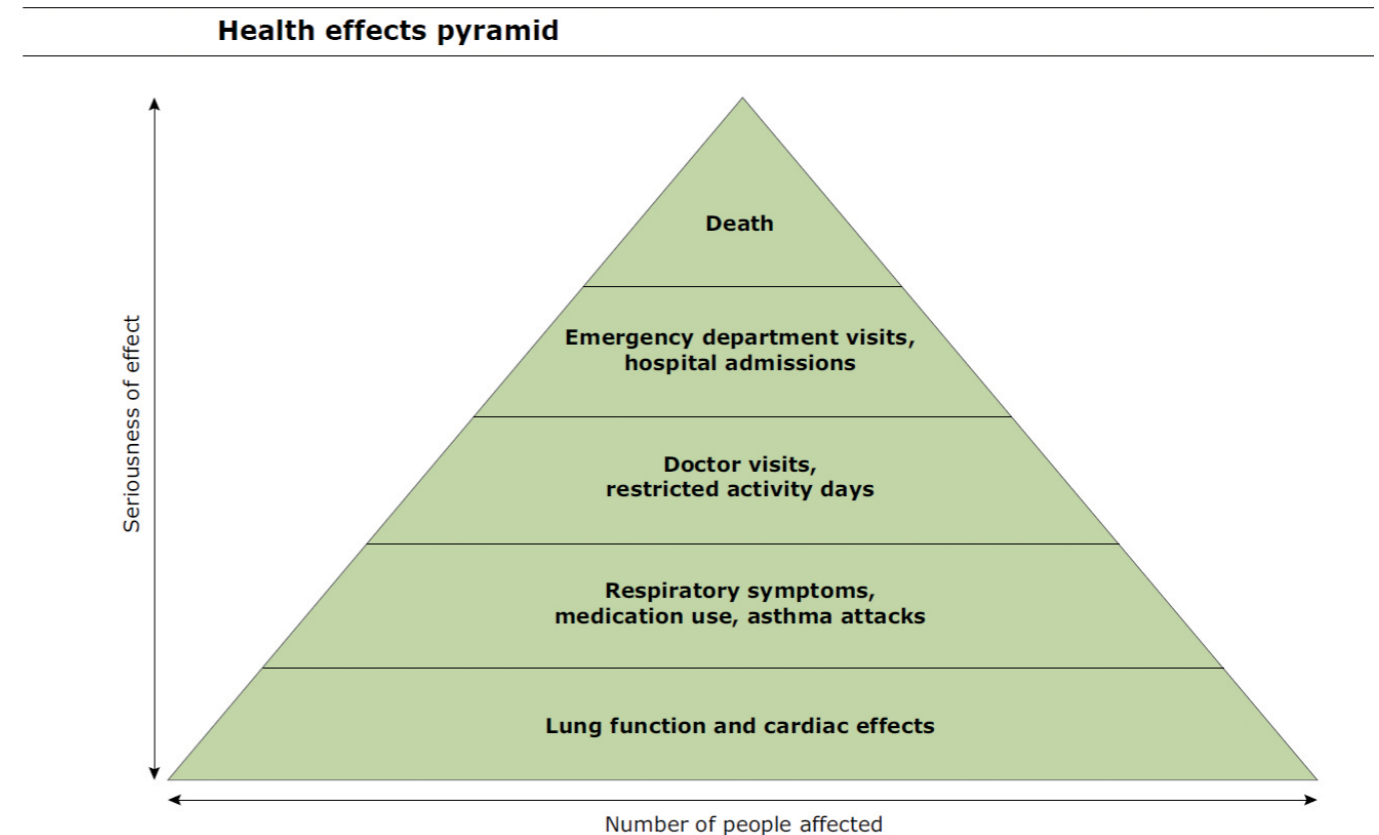 Health effects pyramid
Death
Emergency department visits,
hospital admissions
Seriousness of effect
Doctor visits,
restricted activity days
Respiratory symptoms,
medication use, asthma attacks
Lung function and cardiac effects
Number of people affected